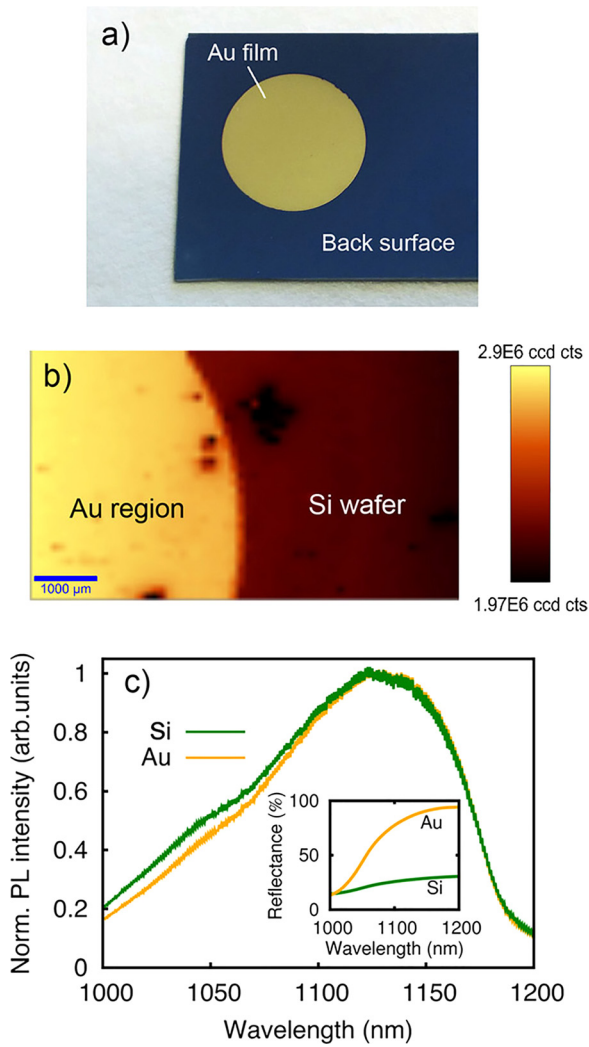 a)
Au film
Back surface
b)
2.9E6 ccd cts
Au region
Si wafer
1000 µm
1.97E6 ccd cts
c)
Norm. PL intensity (arb.units)
1
0.8
0.6
0.4
0.2
0
Si
Au
Reflectance (%)
100
50
0
Au
Si
1000 1100 1200
Wavelength (nm)
1000 1050 1100 1150 1200
Wavelength (nm)